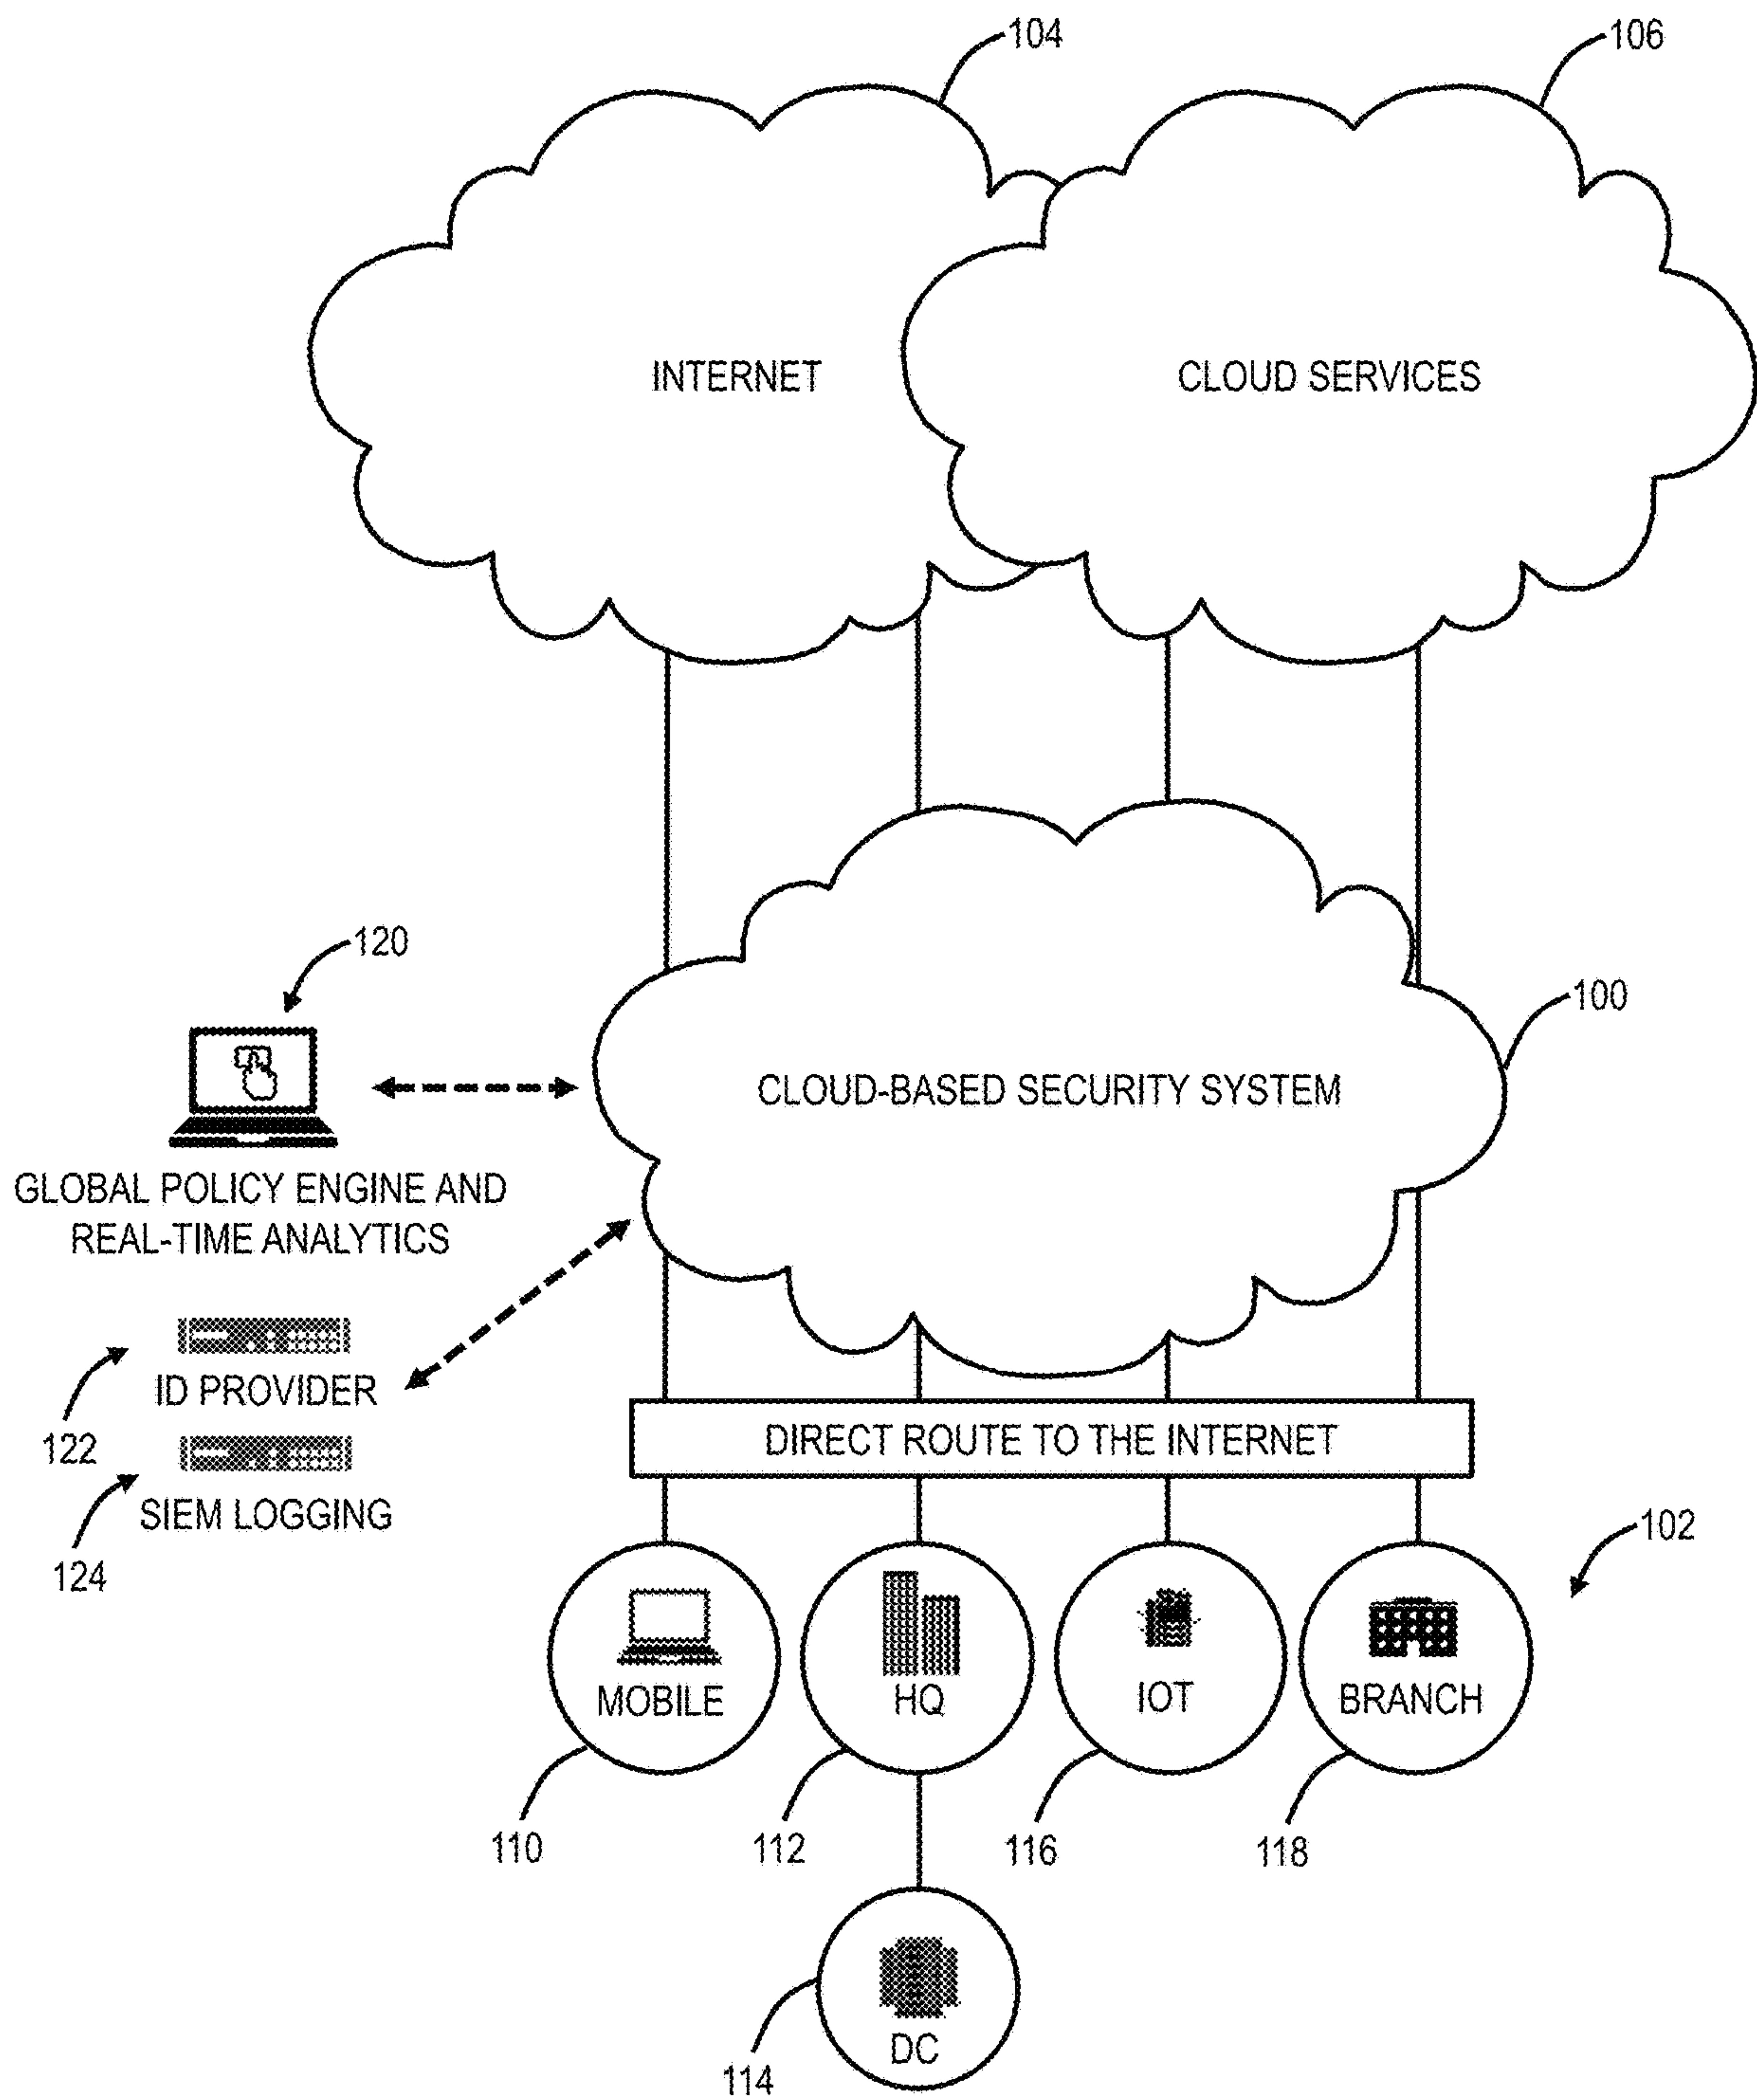 104
106
INTERNET
CLOUD SERVICES
120
100
CLOUD-BASED SECURITY SYSTEM
GLOBAL POLICY ENGINE AND
REAL-TIME ANALYTICS
ID PROVIDER
122
DIRECT ROUTE TO THE INTERNET
SIEM LOGGING
124
102
MOBILE
HQ
IOT
BRANCH
110
112
116
118
DC
114